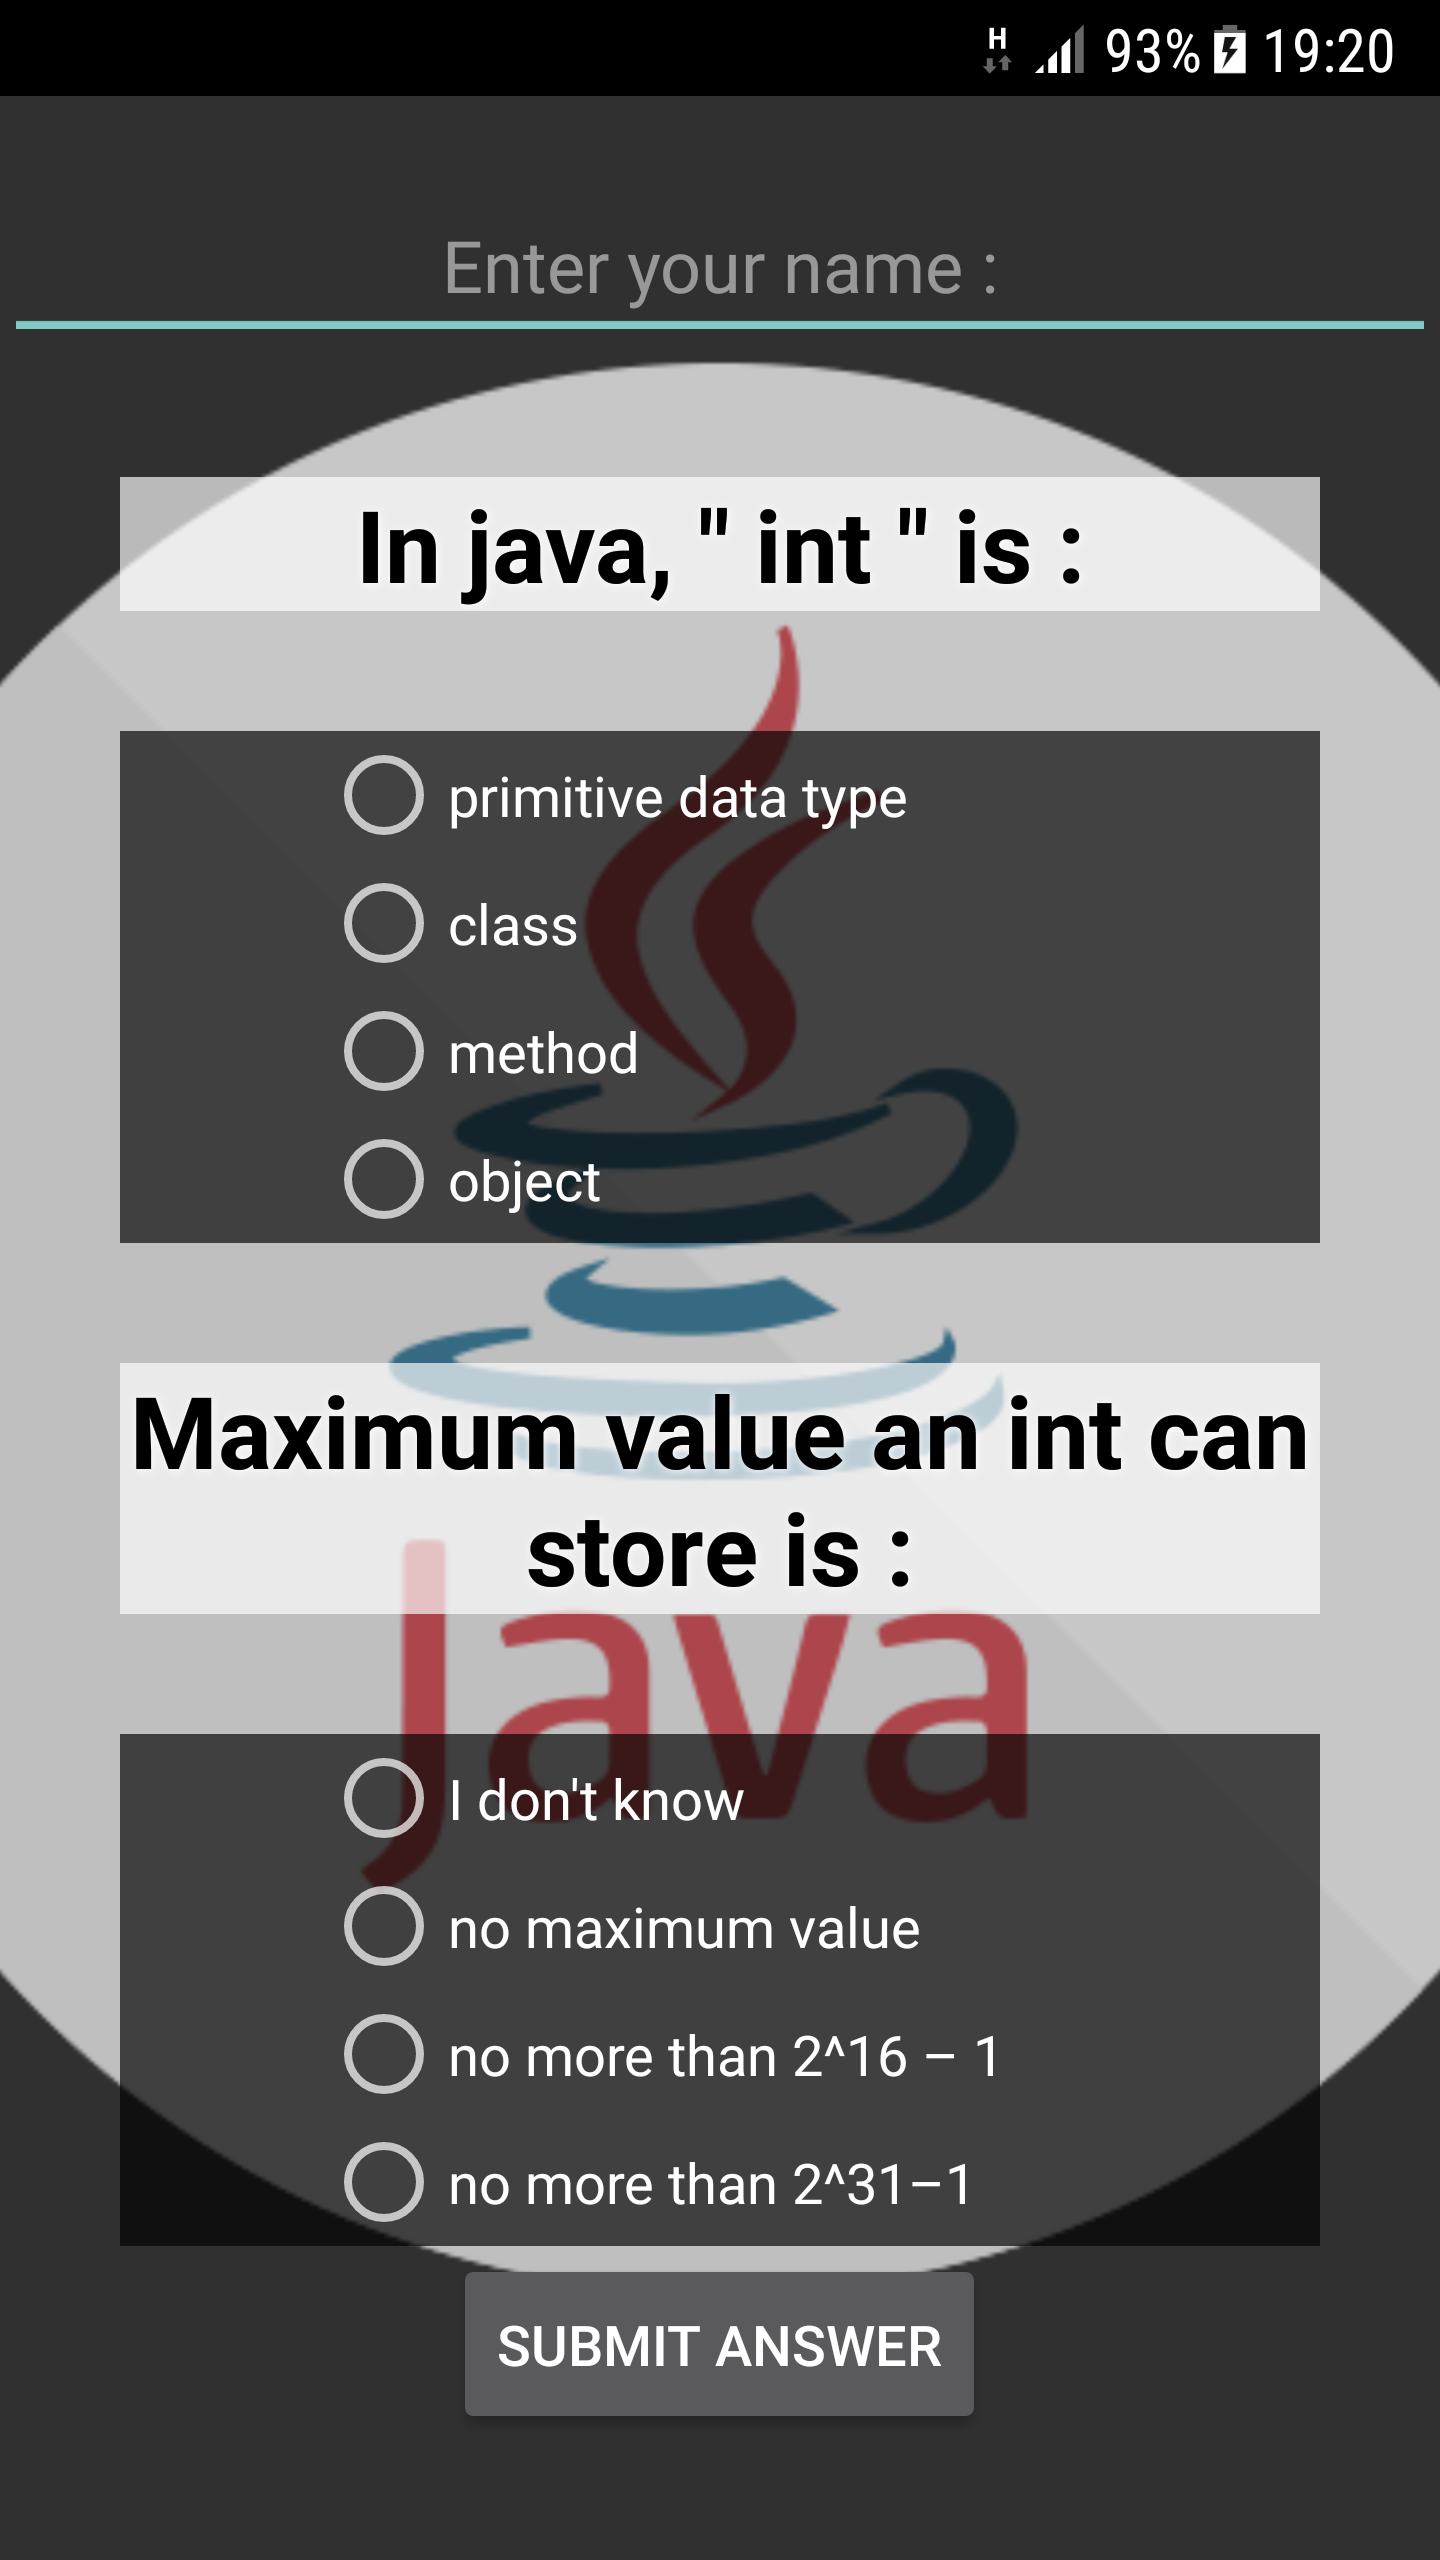 H 93% 19:20
Enter your name :
In java, " int " is :
primitive data type
class
method
object
Maximum value an int can
store is :
Java
I don't know
no maximum value
no more than 2^16 – 1
no more than 2^31–1
SUBMIT ANSWER